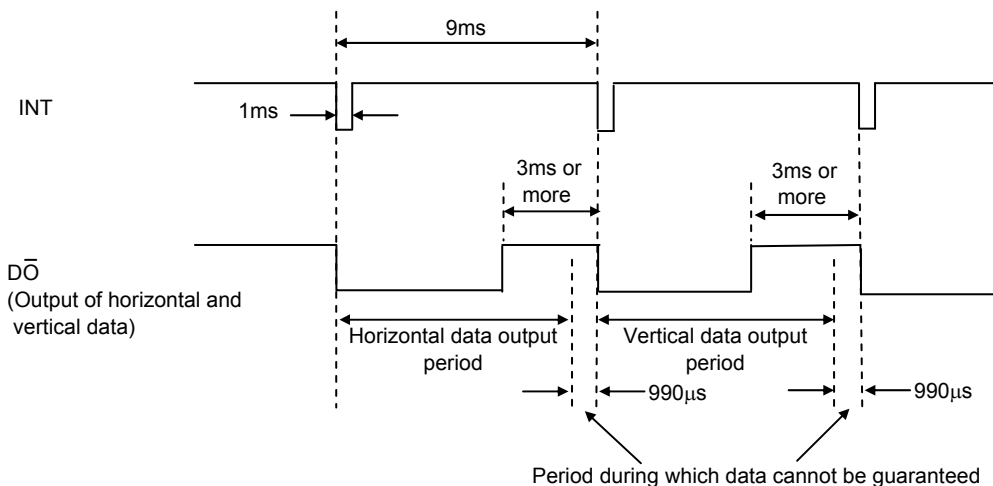 9ms
INT
1ms
3ms or
more
3ms or
more
DŌ
(Output of horizontal and
vertical data)
Horizontal data output
period
Vertical data output
period
990μs
990μs
Period during which data cannot be guaranteed